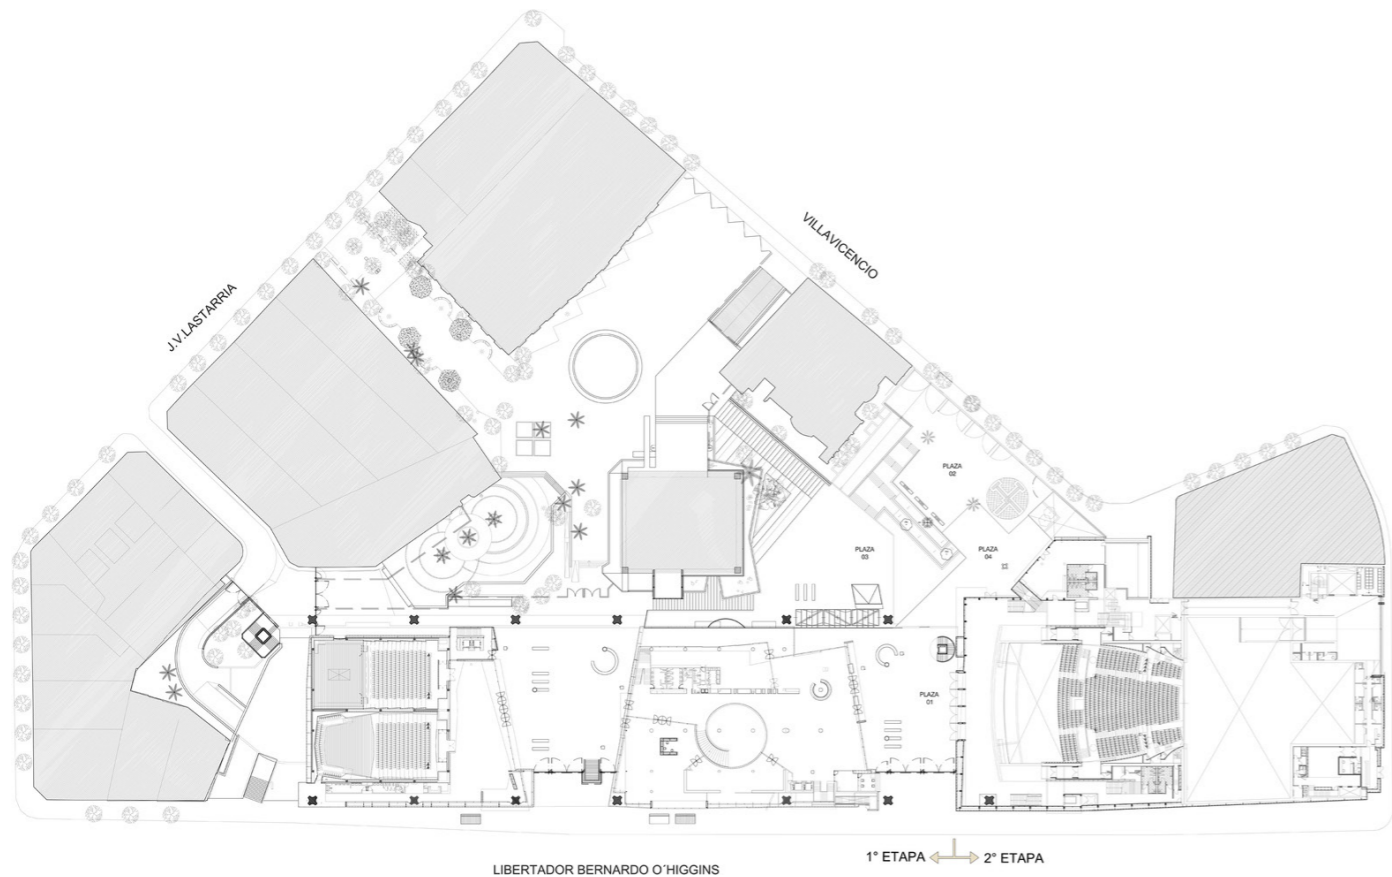 VILLAVICENCIO
J.V.LASTARRIA
PLAZA
02
PLAZA
03
PLAZA
04
PLAZA
01
1° ETAPA
2° ETAPA
LIBERTADOR BERNARDO O´HIGGINS